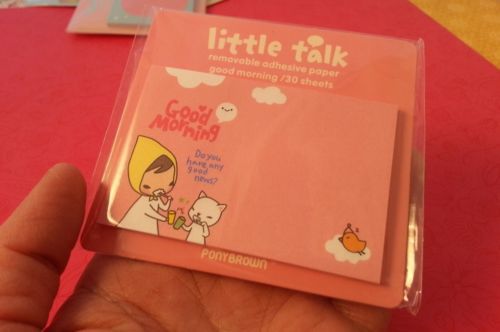 little talk
removable adhesive paper
good morning /30 sheets
Good
Morning
Do you
have any
good
news?
PONYBROWN